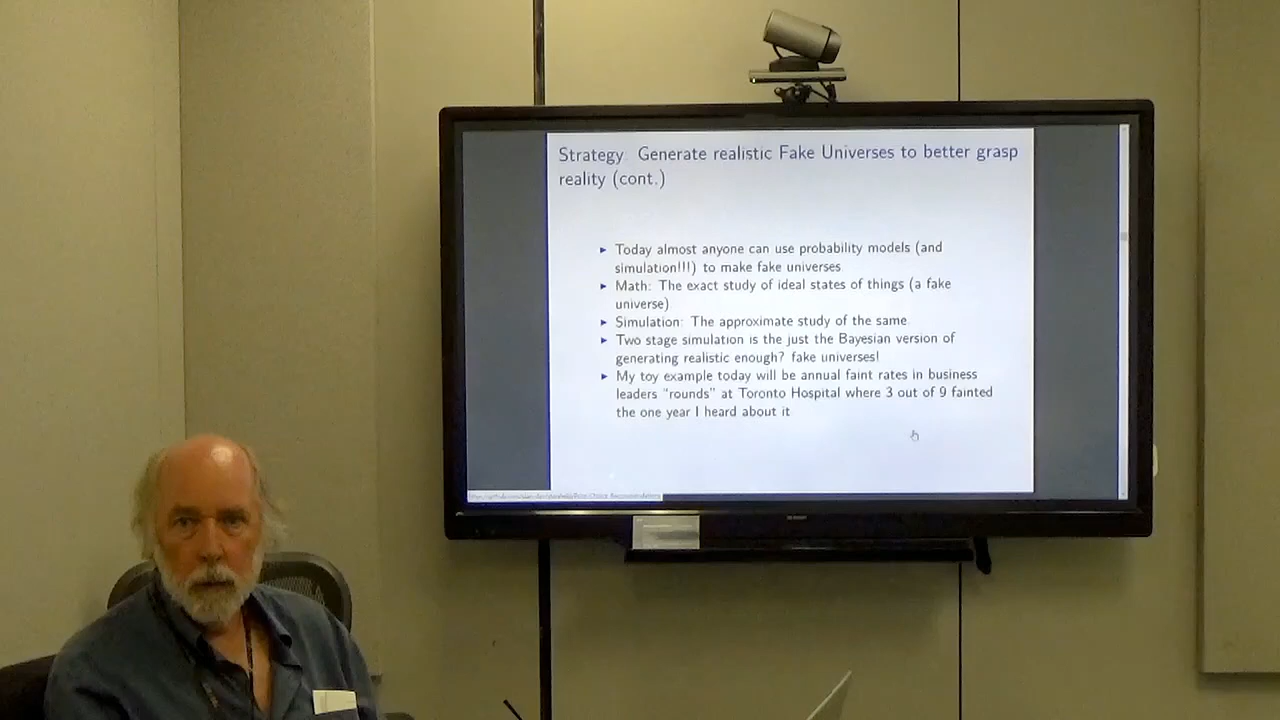 Strategy: Generate realistic Fake Universes to better grasp
reality (cont.)
► Today almost anyone can use probability models (and
simulation!!!) to make fake universes
► Math: The exact study of ideal states of things (a fake
universe)
► Simulation: The approximate study of the same
► Two stage simulation is the just the Bayesian version of
generating realistic enough? fake universes!
► My toy example today will be annual faint rates in business
leaders "rounds" at Toronto Hospital where 3 out of 9 fainted
the one year I heard about it